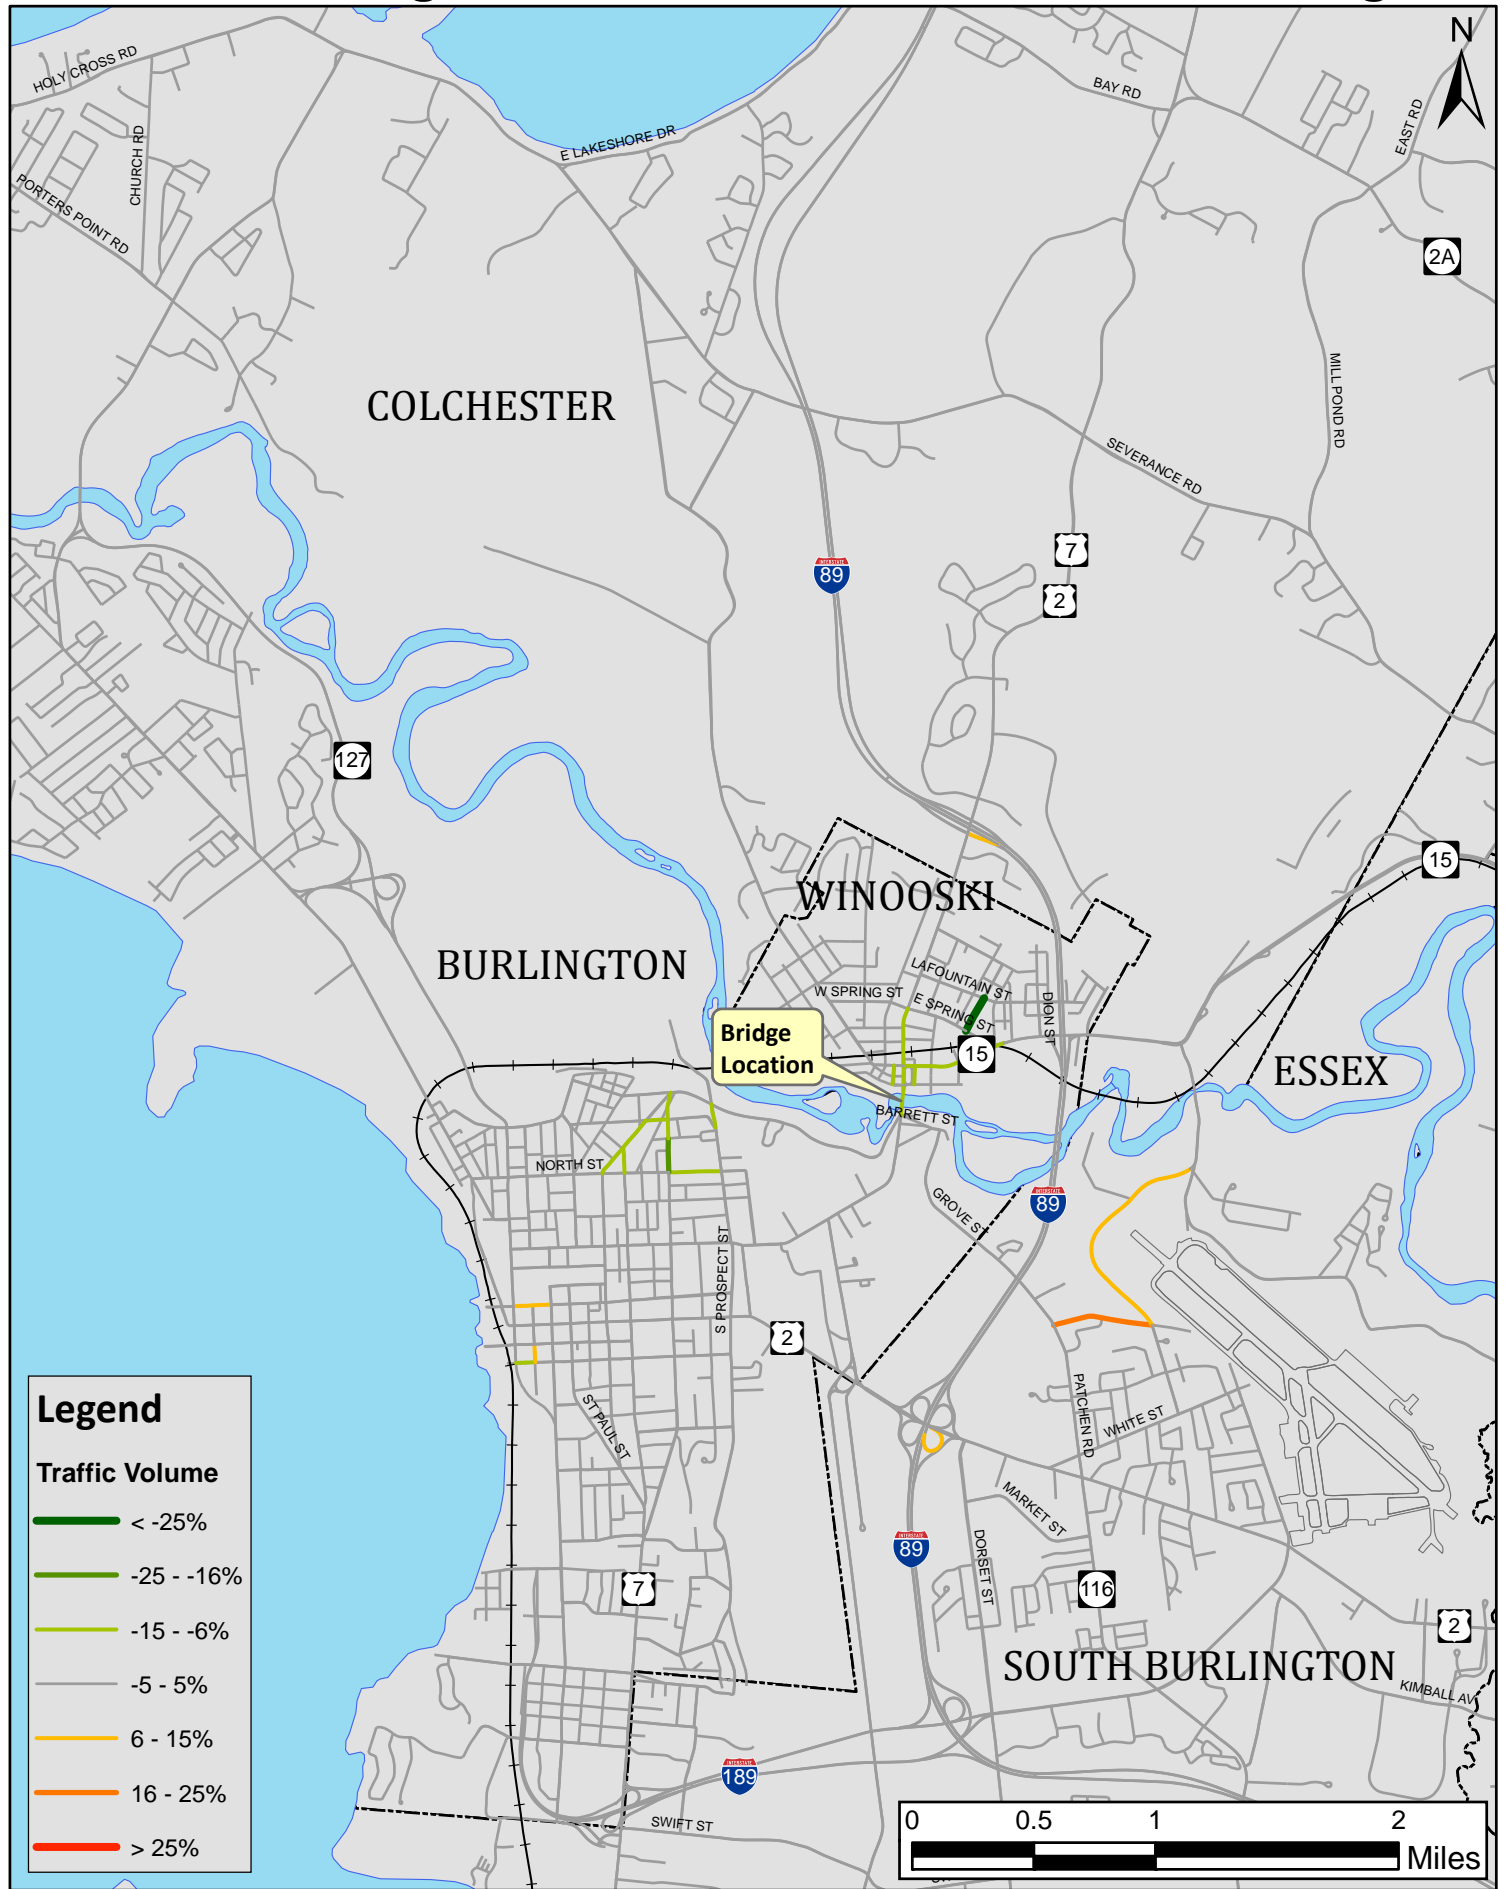 N
HOLY CROSS RD
CHURCH RD
PORTERS POINT RD
E LAKESHORE DR
BAY RD
EAST RD
2A
MILL POND RD
COLCHESTER
SEVERANCE RD
7
INTERSTATE
89
2
127
15
WINOOSKI
BURLINGTON
LAFOUNTAIN ST
W SPRING ST
E SPRING ST
DION ST
Bridge
Location
15
ESSEX
BARRETT ST
NORTH ST
GROVE ST
INTERSTATE
89
S PROSPECT ST
2
PATCHEN RD
WHITE ST
ST PAUL ST
MARKET ST
INTERSTATE
89
DORSET ST
7
116
2
SOUTH BURLINGTON
KIMBALL AV
INTERSTATE
189
SWIFT ST
Legend
Traffic Volume
< -25%
-25 - -16%
-15 - -6%
-5 - 5%
6 - 15%
16 - 25%
> 25%
0 0.5 1 2
Miles